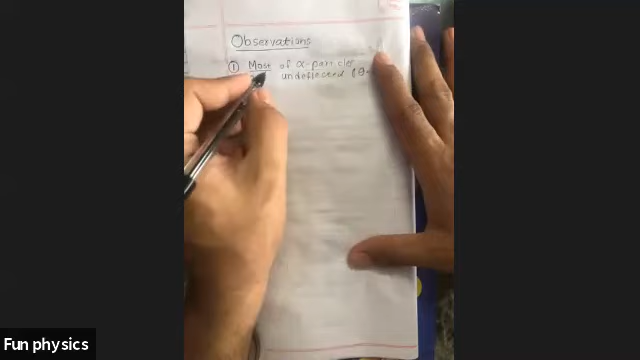 Observations
① Most of α-particles
undeflected (θ
Fun physics